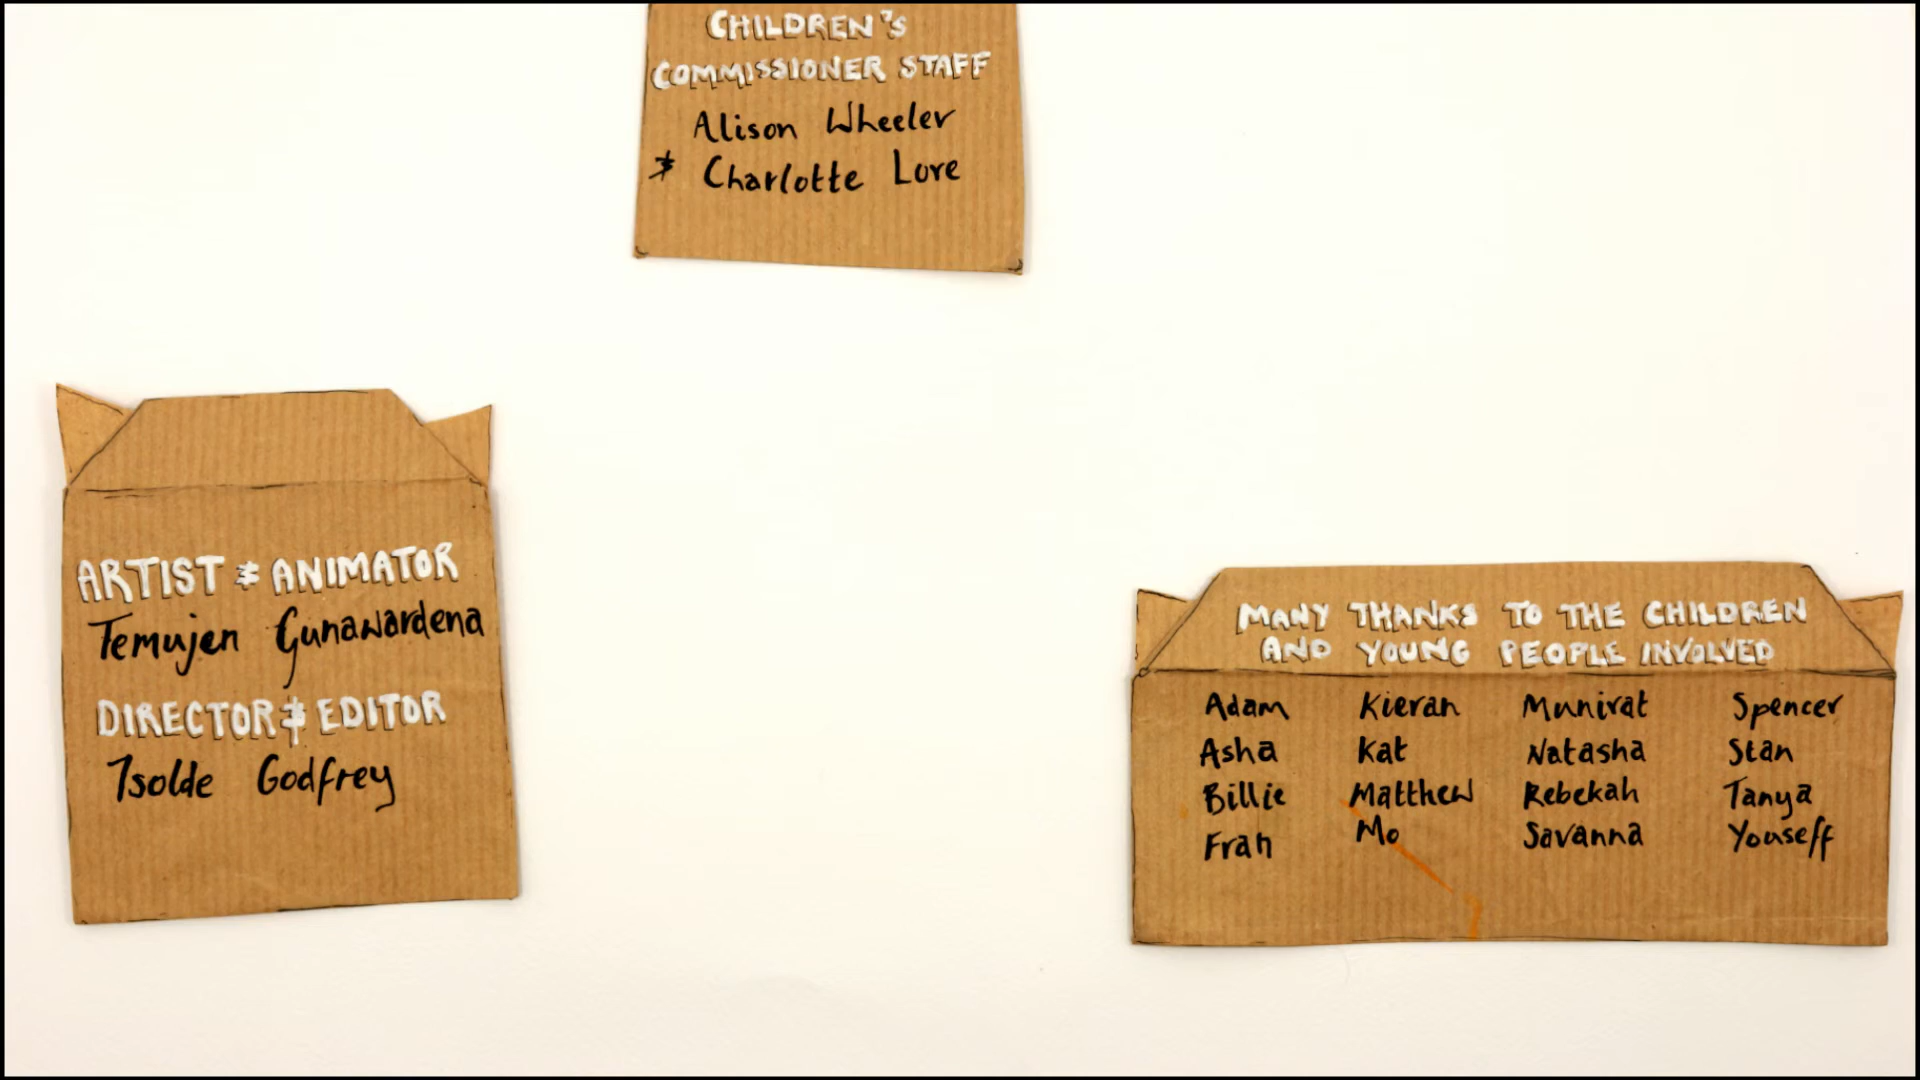 CHILDREN'S
COMMISSIONER STAFF
Alison Wheeler
& Charlotte Lore
ARTIST & ANIMATOR
Temujen Gunawardena
DIRECTOR & EDITOR
Isolde Godfrey
MANY THANKS TO THE CHILDREN
AND YOUNG PEOPLE INVOLVED
Adam Kieran Munirat Spencer
Asha Kat Natasha Stan
Billie Matthew Rebekah Tanya
Fran Mo Savanna Youseff